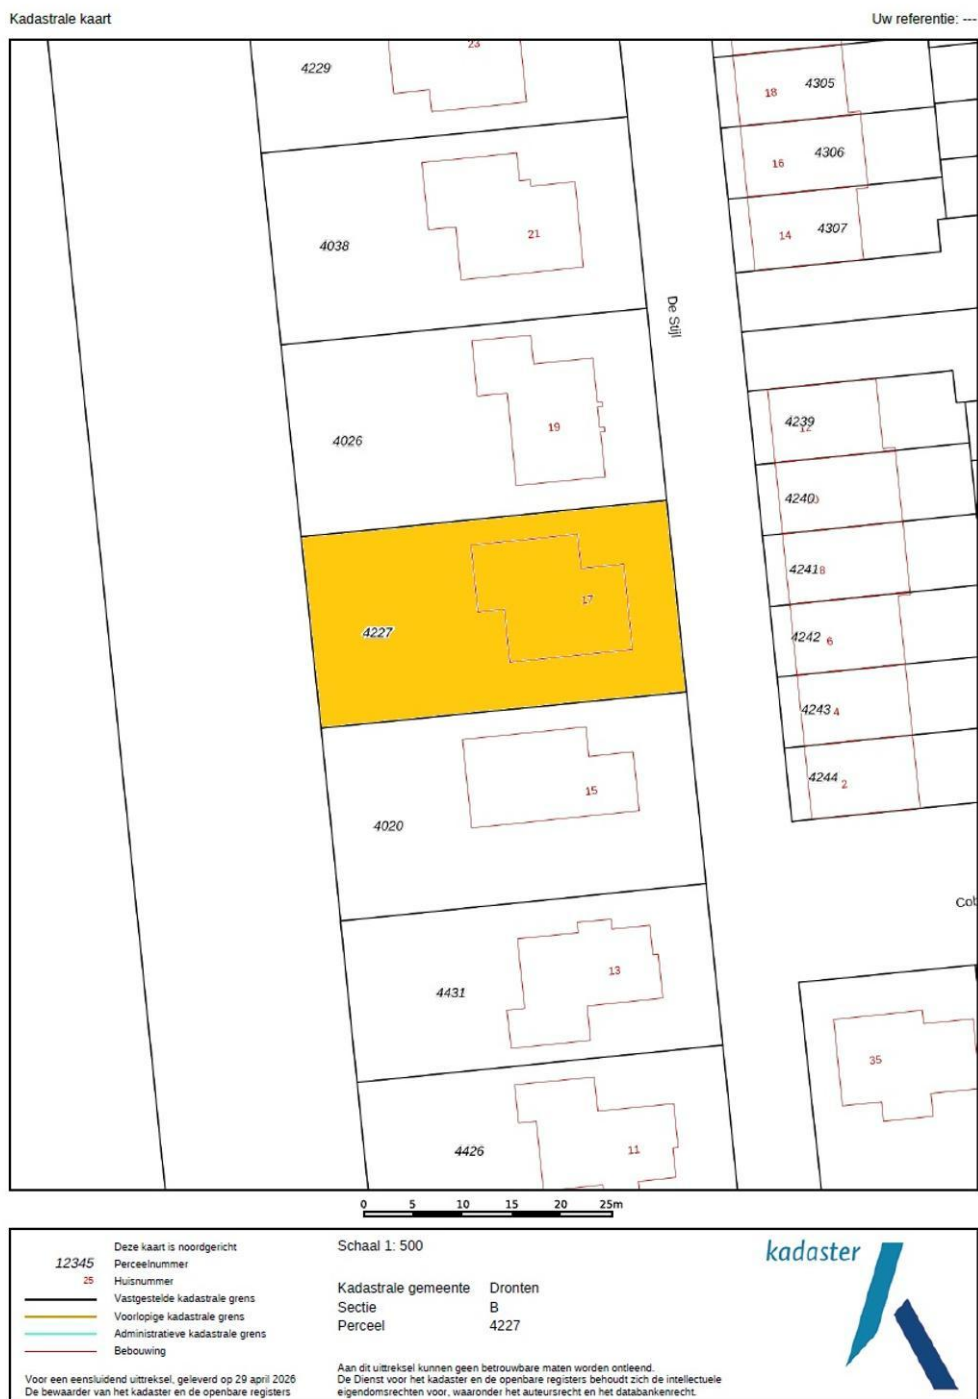 Kadastrale kaart
Uw referentie: ---
23
4229
18
4305
16
4306
21
14
4307
4038
De Stijl
19
4026
4239
12
4240
4241
8
17
4227
4242
6
4243
4
4244
2
15
4020
Cob
13
4431
35
4426
11
0 5 10 15 20 25m
Deze kaart is noordgericht
12345 Perceelnummer
25 Huisnummer
Vastgestelde kadastrale grens
Voorlopige kadastrale grens
Administratieve kadastrale grens
Bebouwing
Voor een eensluidend uittreksel, geleverd op 29 april 2026
De bewaarder van het kadaster en de openbare registers
Schaal 1: 500
Kadastrale gemeente Dronten
Sectie B
Perceel 4227
Aan dit uittreksel kunnen geen betrouwbare maten worden ontleend.
De Dienst voor het kadaster en de openbare registers behoudt zich de intellectuele
eigendomsrechten voor, waaronder het auteursrecht en het databankenrecht.
kadaster